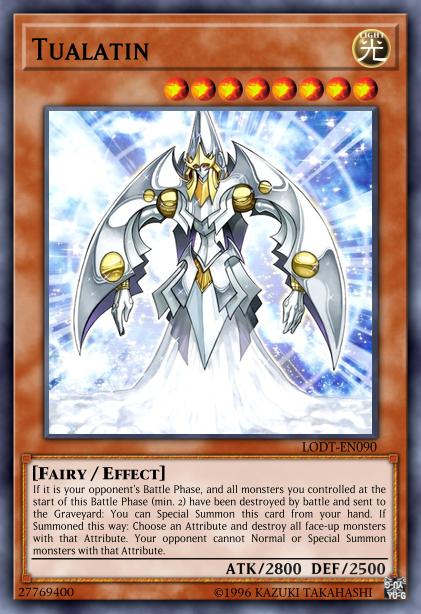 TUALATIN
LIGHT
光
LODT-EN090
[FAIRY / EFFECT]
If it is your opponent's Battle Phase, and all monsters you controlled at the
start of this Battle Phase (min. 2) have been destroyed by battle and sent to
the Graveyard: You can Special Summon this card from your hand. If
Summoned this way: Choose an Attribute and destroy all face-up monsters
with that Attribute. Your opponent cannot Normal or Special Summon
monsters with that Attribute.
ATK/2800 DEF/2500
27769400 ©1996 KAZUKI TAKAHASHI